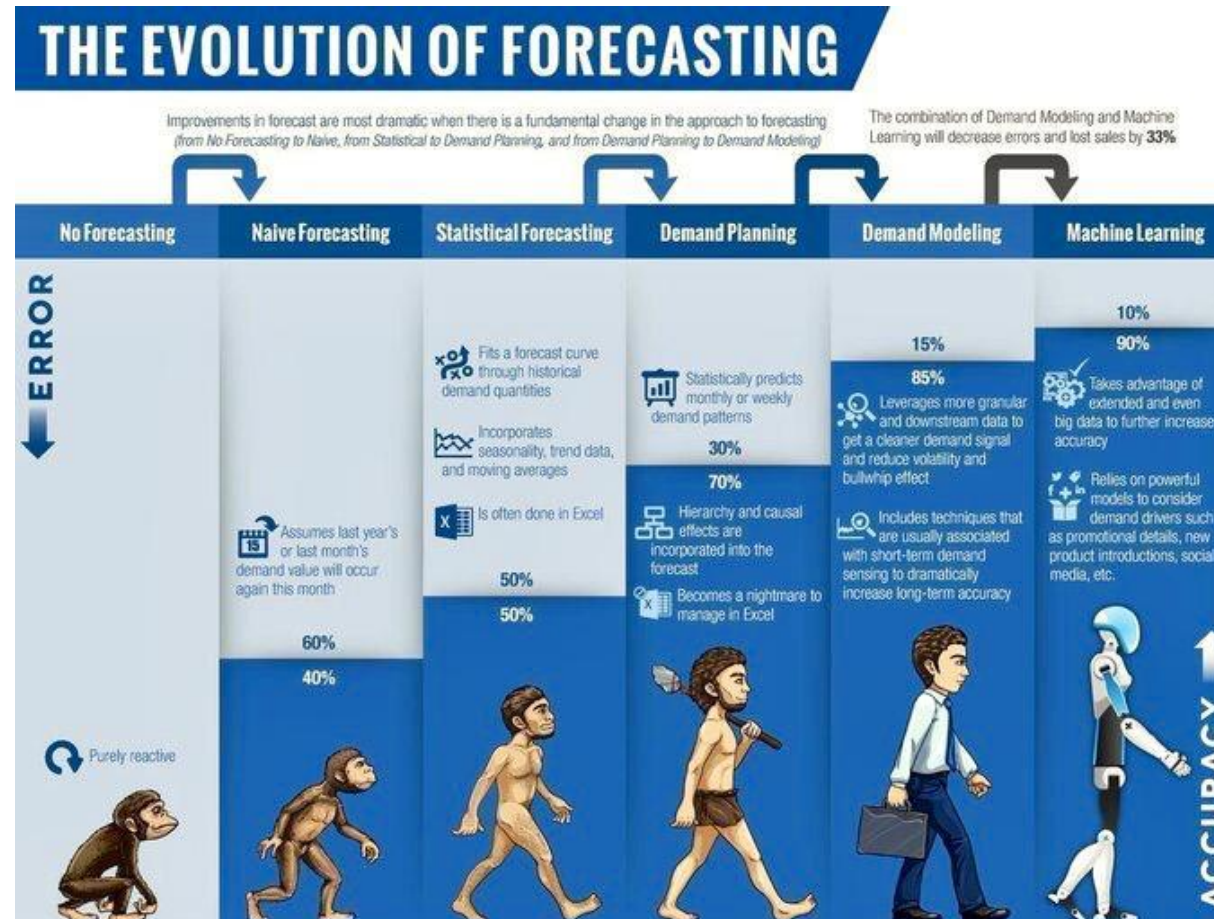 THE EVOLUTION OF FORECASTING
Improvements in forecast are most dramatic when there is a fundamental change in the approach to forecasting
(from No Forecasting to Naive, from Statistical to Demand Planning, and from Demand Planning to Demand Modeling)
The combination of Demand Modeling and Machine
Learning will decrease errors and lost sales by 33%
No Forecasting
Naive Forecasting
Statistical Forecasting
Demand Planning
Demand Modeling
Machine Learning
ERROR
Purely reactive
15
Assumes last year's
or last month's
demand value will occur
again this month
60%
40%
Fits a forecast curve
through historical
demand quantities
Incorporates
seasonality, trend data,
and moving averages
X
Is often done in Excel
50%
50%
Statistically predicts
monthly or weekly
demand patterns
30%
70%
Hierarchy and causal
effects are
incorporated into the
forecast
X
Becomes a nightmare to
manage in Excel
15%
85%
Leverages more granular
and downstream data to
get a cleaner demand signal
and reduce volatility and
bullwhip effect
Includes techniques that
are usually associated
with short-term demand
sensing to dramatically
increase long-term accuracy
10%
90%
Takes advantage of
extended and even
big data to further increase
accuracy
Relies on powerful
models to consider
demand drivers such
as promotional details, new
product introductions, social
media, etc.
ACCURACY